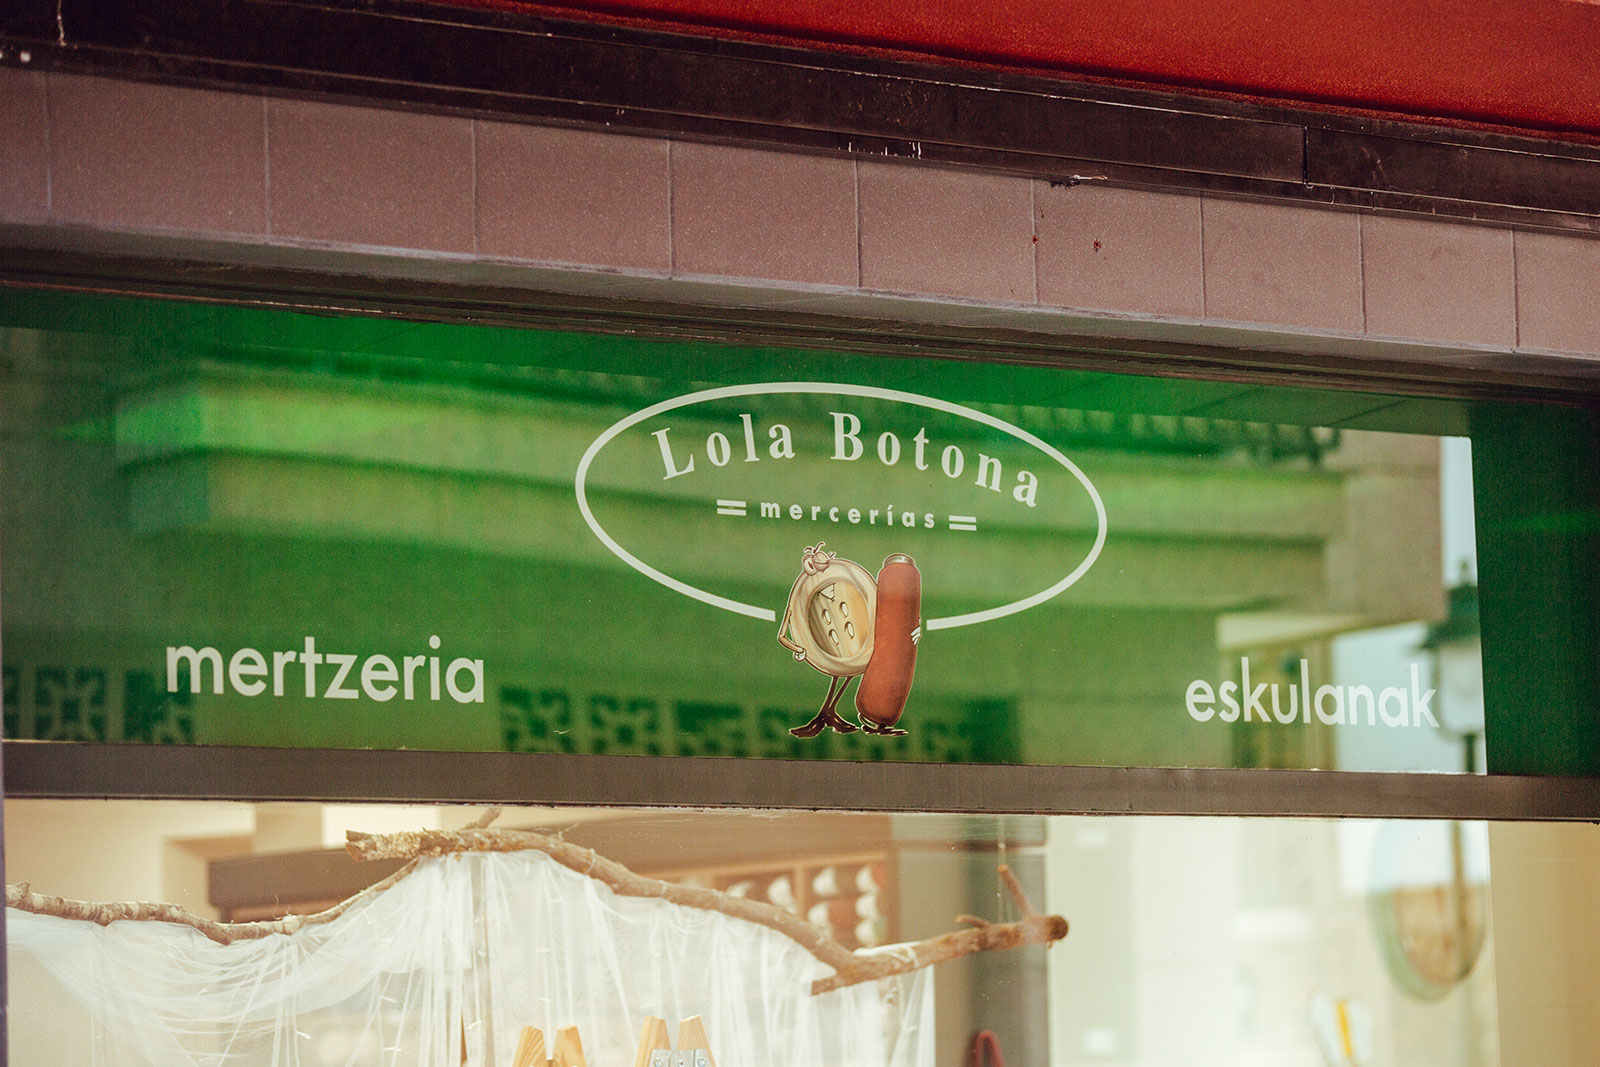 Lola Botona
= mercerías =
mertzeria
eskulanak